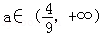 a∈ (4/9, +∞)